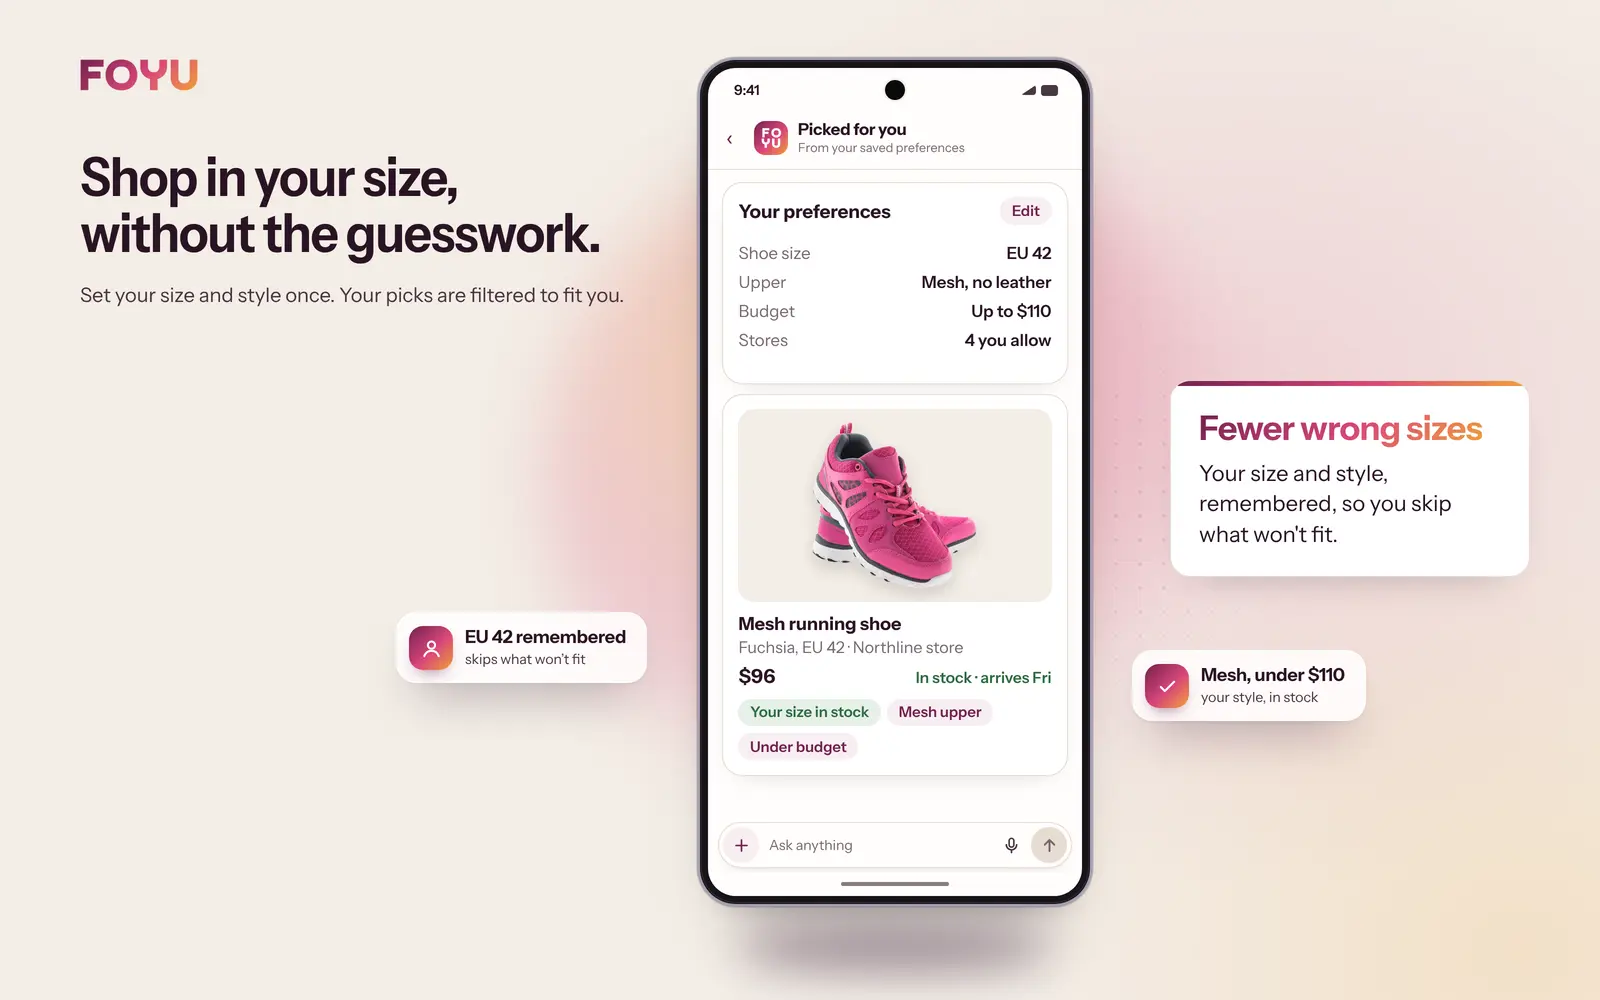 FOYU
Shop in your size,
without the guesswork.
Set your size and style once. Your picks are filtered to fit you.
9:41
FO
YU
Picked for you
From your saved preferences
Your preferences
Edit
Shoe size
EU 42
Upper
Mesh, no leather
Budget
Up to $110
Stores
4 you allow
Mesh running shoe
Fuchsia, EU 42 · Northline store
$96
In stock · arrives Fri
Your size in stock
Mesh upper
Under budget
Ask anything
EU 42 remembered
skips what won't fit
Fewer wrong sizes
Your size and style,
remembered, so you skip
what won't fit.
Mesh, under $110
your style, in stock